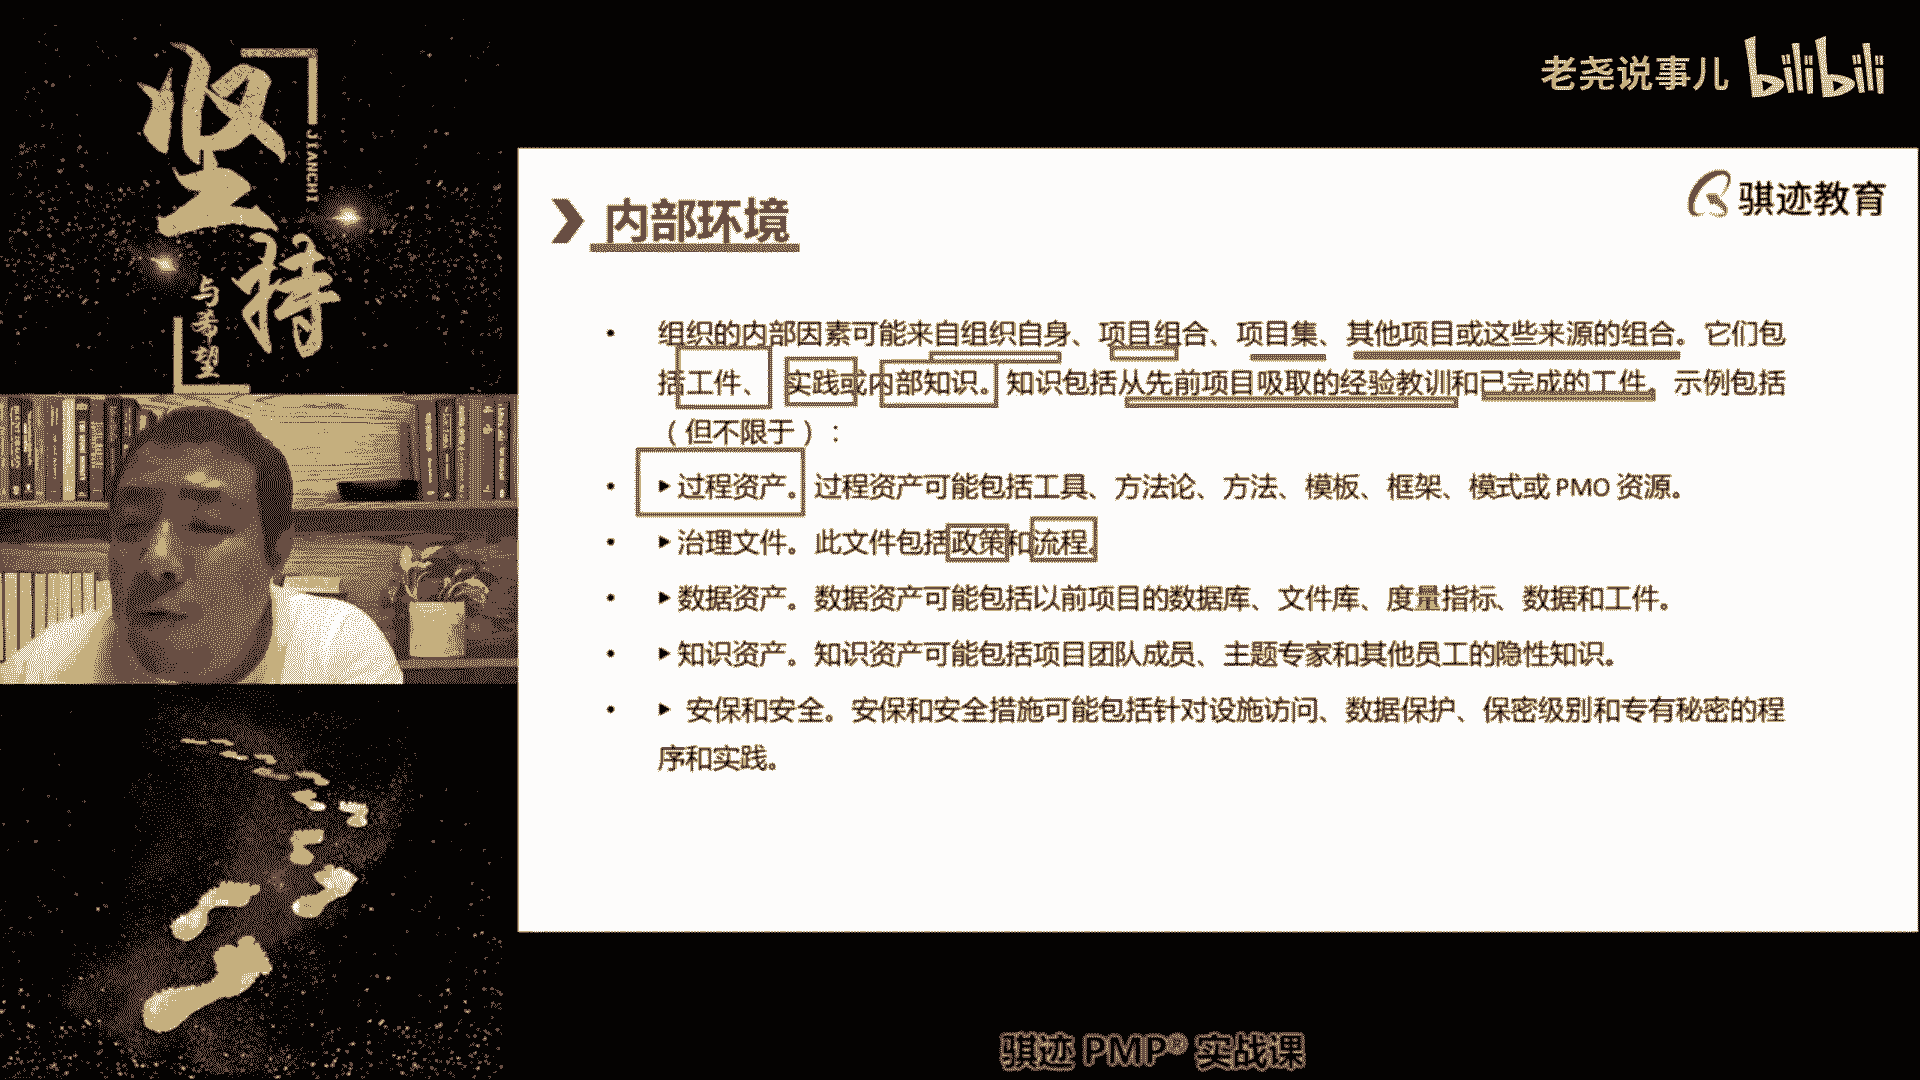 坚持
JIANCHI
与希望
老尧说事儿 bilibili
骐迹教育
内部环境
• 组织的内部因素可能来自组织自身、项目组合、项目集、其他项目或这些来源的组合。它们包
括工件、实践或内部知识。知识包括从先前项目吸取的经验教训和已完成的工件。示例包括
（但不限于）：
• ▶过程资产。过程资产可能包括工具、方法论、方法、模板、框架、模式或 PMO 资源。
• ▶治理文件。此文件包括政策和流程。
• ▶数据资产。数据资产可能包括以前项目的数据库、文件库、度量指标、数据和工件。
• ▶知识资产。知识资产可能包括项目团队成员、主题专家和其他员工的隐性知识。
• ▶ 安保和安全。安保和安全措施可能包括针对设施访问、数据保护、保密级别和专有秘密的程
序和实践。
骐迹 PMP® 实战课